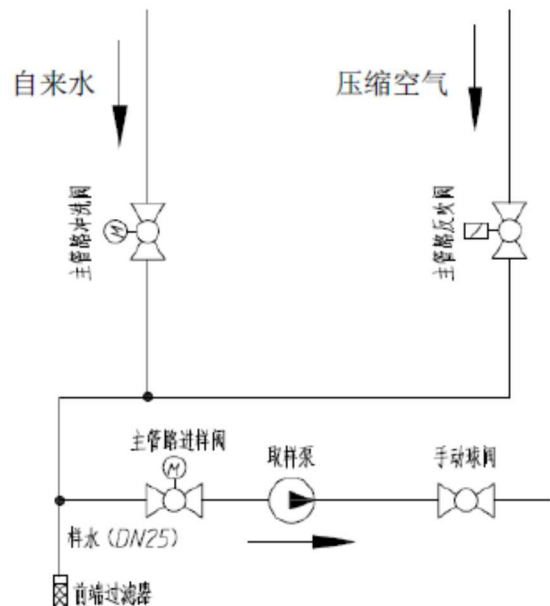 自来水
压缩空气
主管路冲洗阀
M
主管路反吹阀
主管路进样阀
M
取样泵
手动球阀
样水(DN25)
前端过滤器